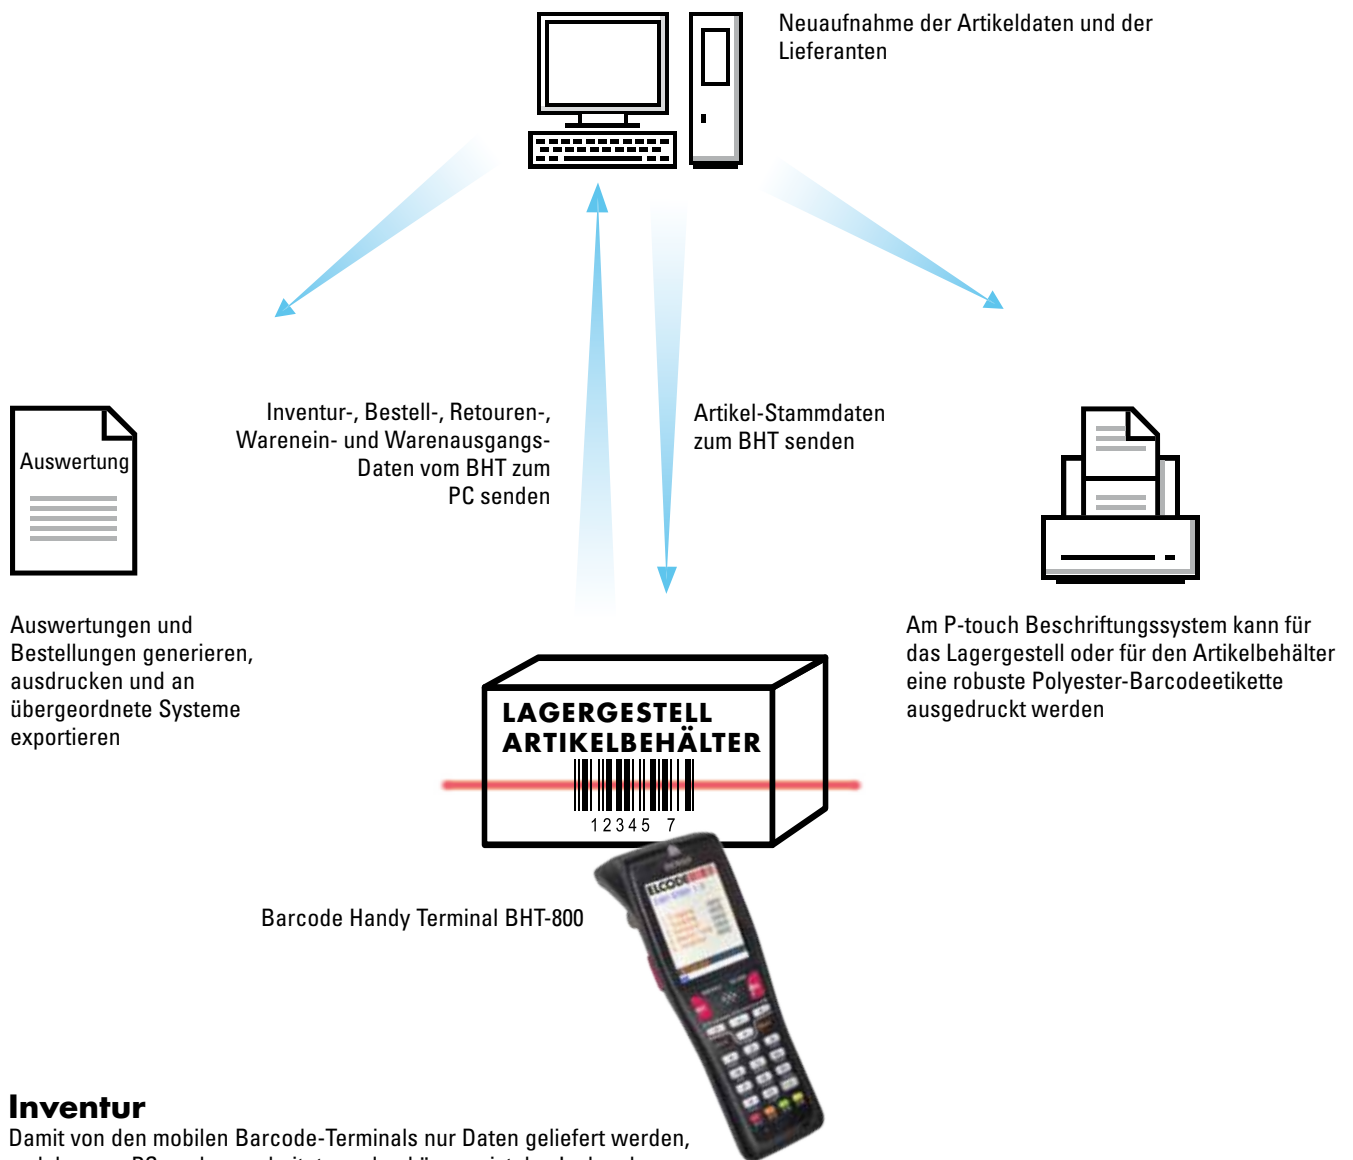 Neuaufnahme der Artikeldaten und der
Lieferanten
Inventur-, Bestell-, Retouren-,
Warenein- und Warenausgangs-
Daten vom BHT zum
PC senden
Artikel-Stammdaten
zum BHT senden
Auswertung
Auswertungen und
Bestellungen generieren,
ausdrucken und an
übergeordnete Systeme
exportieren
Am P-touch Beschriftungssystem kann für
das Lagergestell oder für den Artikelbehälter
eine robuste Polyester-Barcodeetikette
ausgedruckt werden
LAGERGESTELL
ARTIKELBEHÄLTER
12345 7
ELCODE
Barcode Handy Terminal BHT-800
Inventur
Damit von den mobilen Barcode-Terminals nur Daten geliefert werden,